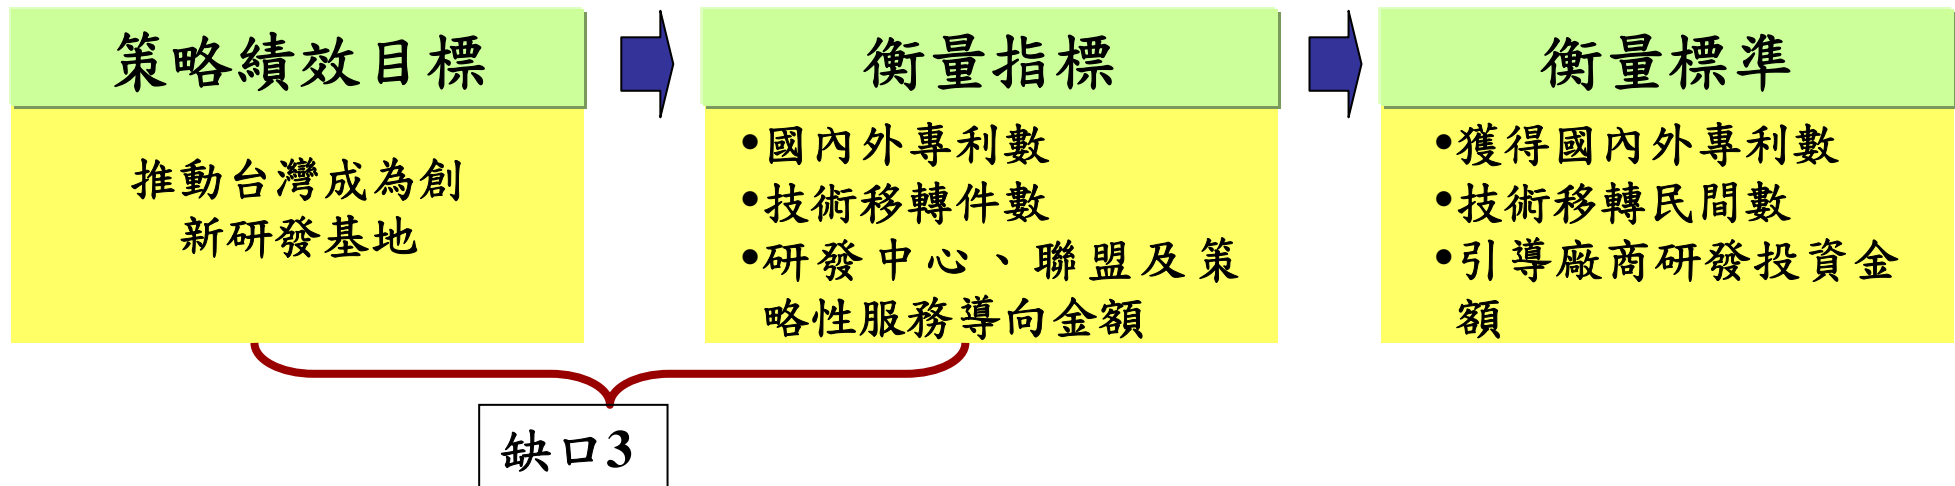 策略績效目標
推動台灣成為創
新研發基地
衡量指標
•國內外專利數
•技術移轉件數
•研發中心、聯盟及策
略性服務導向金額
衡量標準
•獲得國內外專利數
•技術移轉民間數
•引導廠商研發投資金
額
缺口3